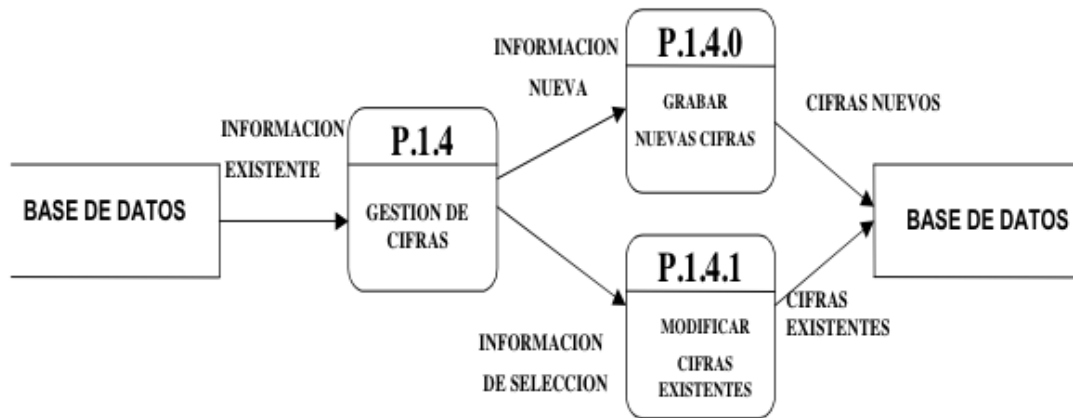 BASE DE DATOS
INFORMACION
EXISTENTE
P.1.4
GESTION DE
CIFRAS
INFORMACION
NUEVA
P.1.4.0
GRABAR
NUEVAS CIFRAS
CIFRAS NUEVOS
INFORMACION
DE SELECCION
P.1.4.1
MODIFICAR
CIFRAS
EXISTENTES
CIFRAS
EXISTENTES
BASE DE DATOS